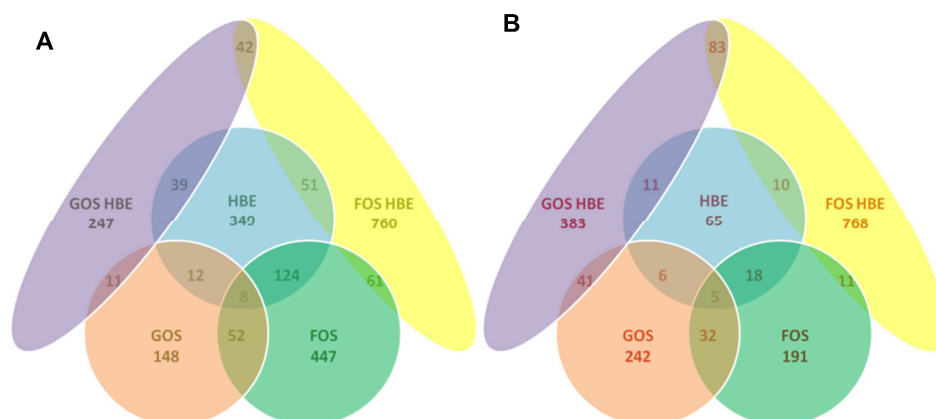 A
42
39
HBE
349
51
GOS HBE
247
FOS HBE
760
11
12
124
61
8
GOS
148
52
FOS
447
B
83
11
HBE
65
10
GOS HBE
383
FOS HBE
768
41
6
18
11
5
GOS
242
32
FOS
191